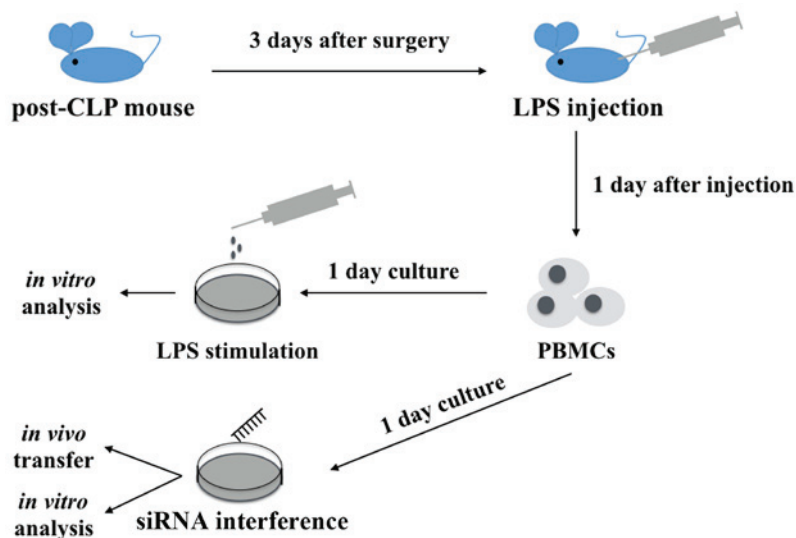 3 days after surgery
post-CLP mouse
LPS injection
1 day after injection
1 day culture
in vitro
analysis
LPS stimulation
PBMCs
1 day culture
in vivo
transfer
in vitro
analysis
siRNA interference